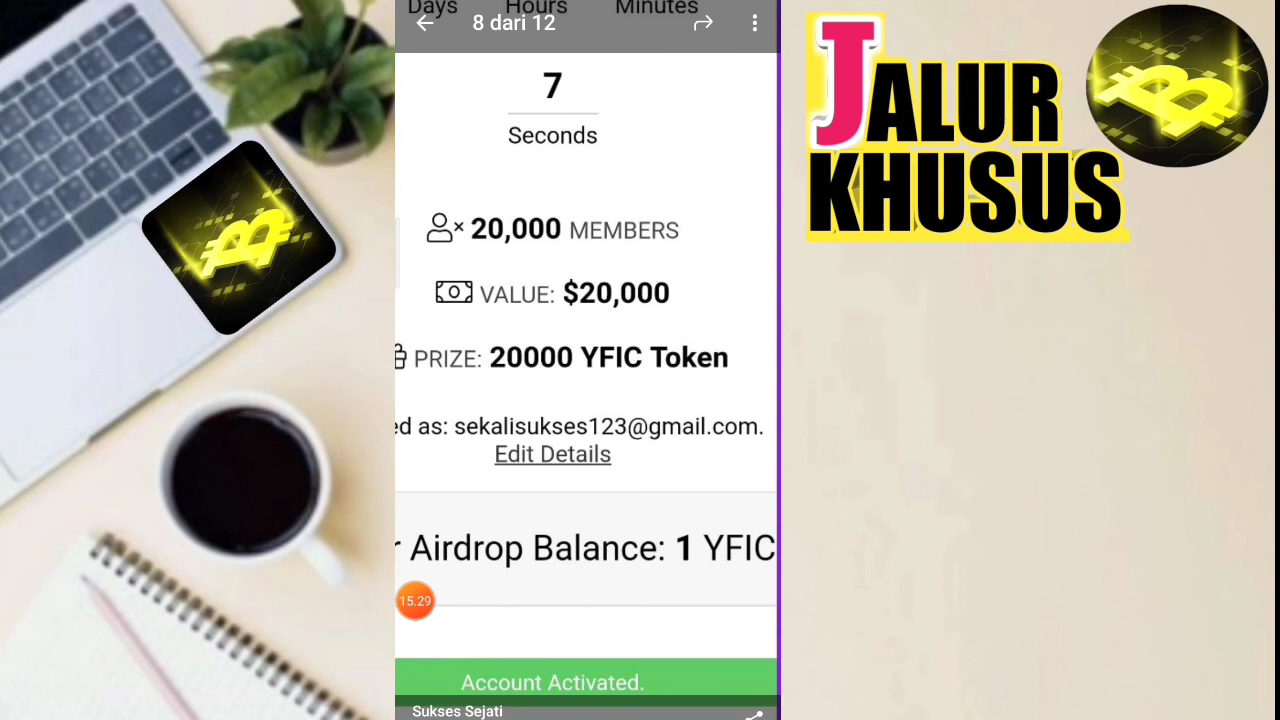 Days Hours Minutes
8 dari 12
7
Seconds
× 20,000 MEMBERS
VALUE: $20,000
PRIZE: 20000 YFIC Token
ed as: sekalisukses123@gmail.com.
Edit Details
r Airdrop Balance: 1 YFIC
15.29
Account Activated.
Sukses Sejati
JALUR
KHUSUS